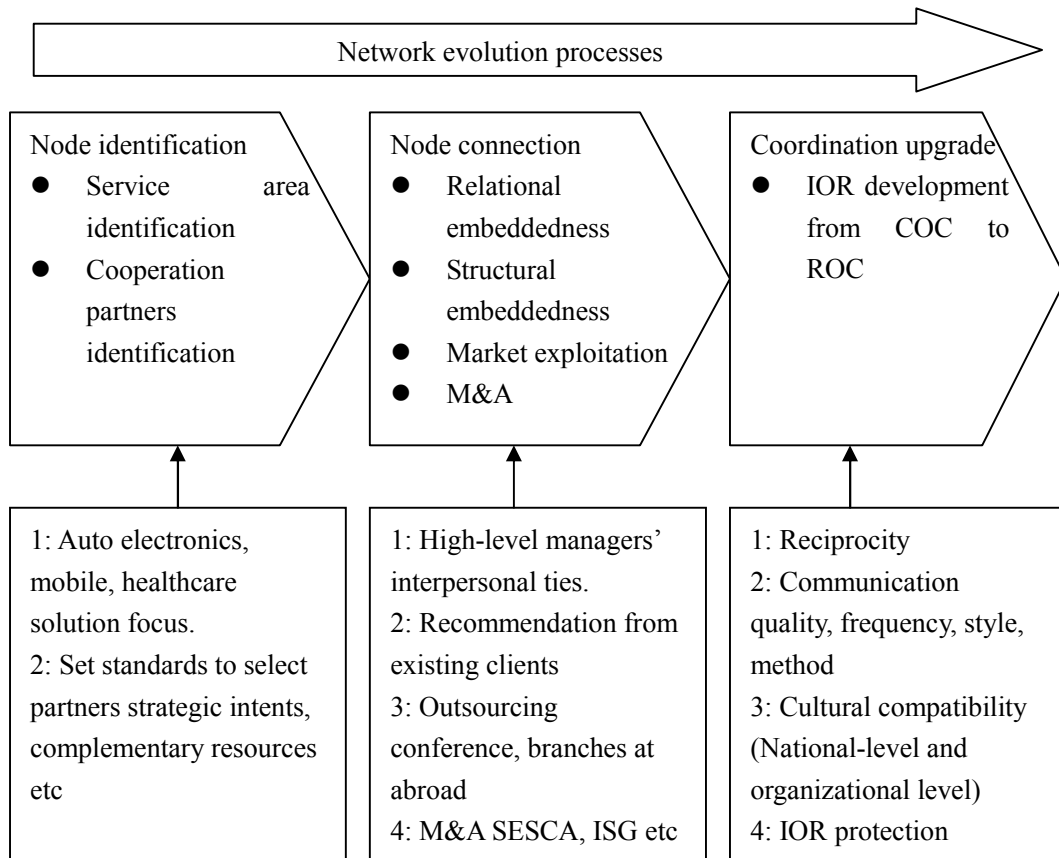 Network evolution processes
Node identification
● Service area
identification
● Cooperation
partners
identification
Node connection
● Relational
embeddedness
● Structural
embeddedness
● Market exploitation
● M&A
Coordination upgrade
● IOR development
from COC to
ROC
1: Auto electronics,
mobile, healthcare
solution focus.
2: Set standards to select
partners strategic intents,
complementary resources
etc
1: High-level managers’
interpersonal ties.
2: Recommendation from
existing clients
3: Outsourcing
conference, branches at
abroad
4: M&A SESCA, ISG etc
1: Reciprocity
2: Communication
quality, frequency, style,
method
3: Cultural compatibility
(National-level and
organizational level)
4: IOR protection